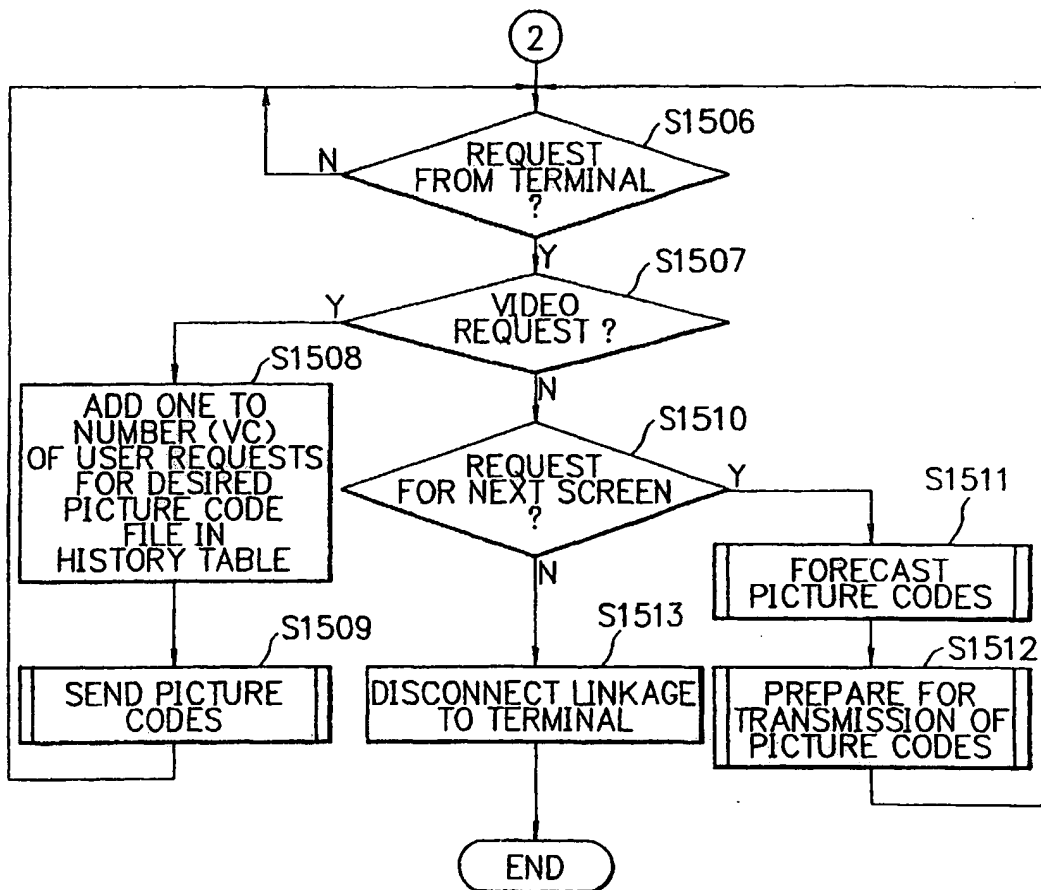 2
S1506
N
REQUEST
FROM TERMINAL
?
Y
S1507
Y
VIDEO
REQUEST ?
N
S1508
ADD ONE TO
NUMBER (VC)
OF USER REQUESTS
FOR DESIRED
PICTURE CODE
FILE IN
HISTORY TABLE
S1510
REQUEST
FOR NEXT SCREEN
?
Y
N
S1511
FORECAST
PICTURE CODES
S1509
SEND PICTURE
CODES
S1513
DISCONNECT LINKAGE
TO TERMINAL
S1512
PREPARE FOR
TRANSMISSION OF
PICTURE CODES
END